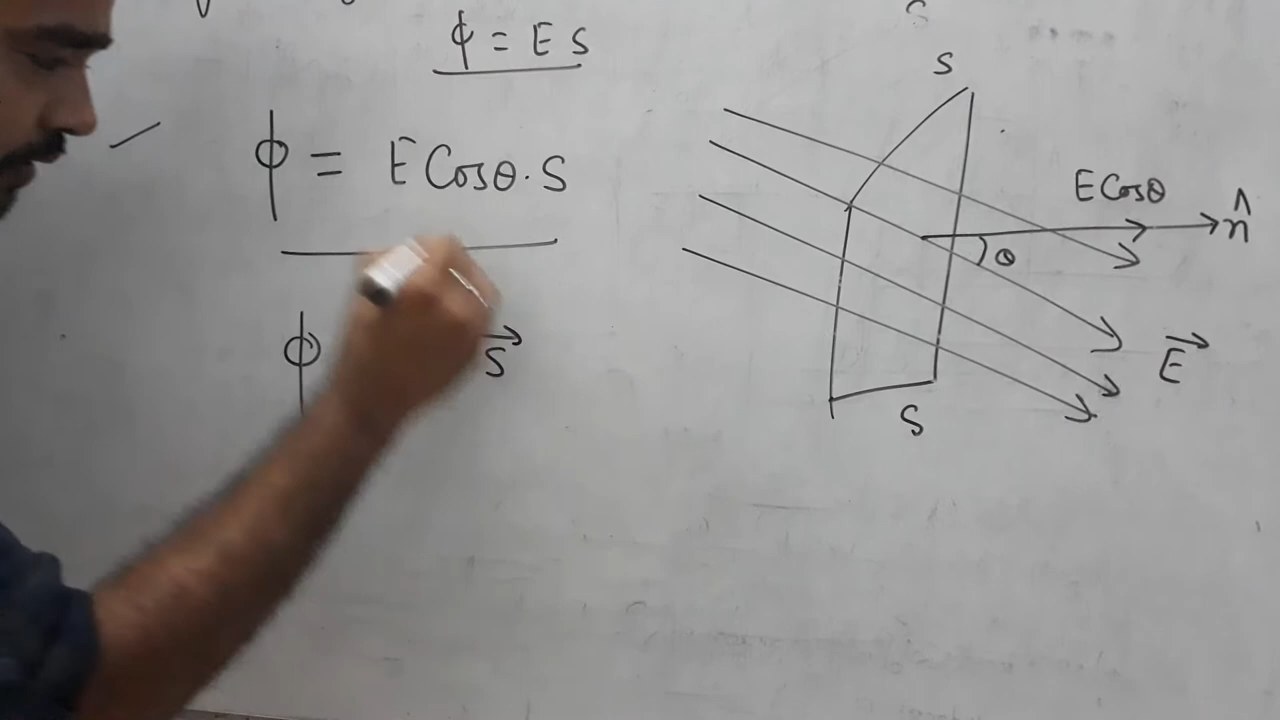 ϕ = E S
ϕ = E Cosθ · S
ϕ S⃗
S
E Cosθ
n̂
θ
E⃗
S